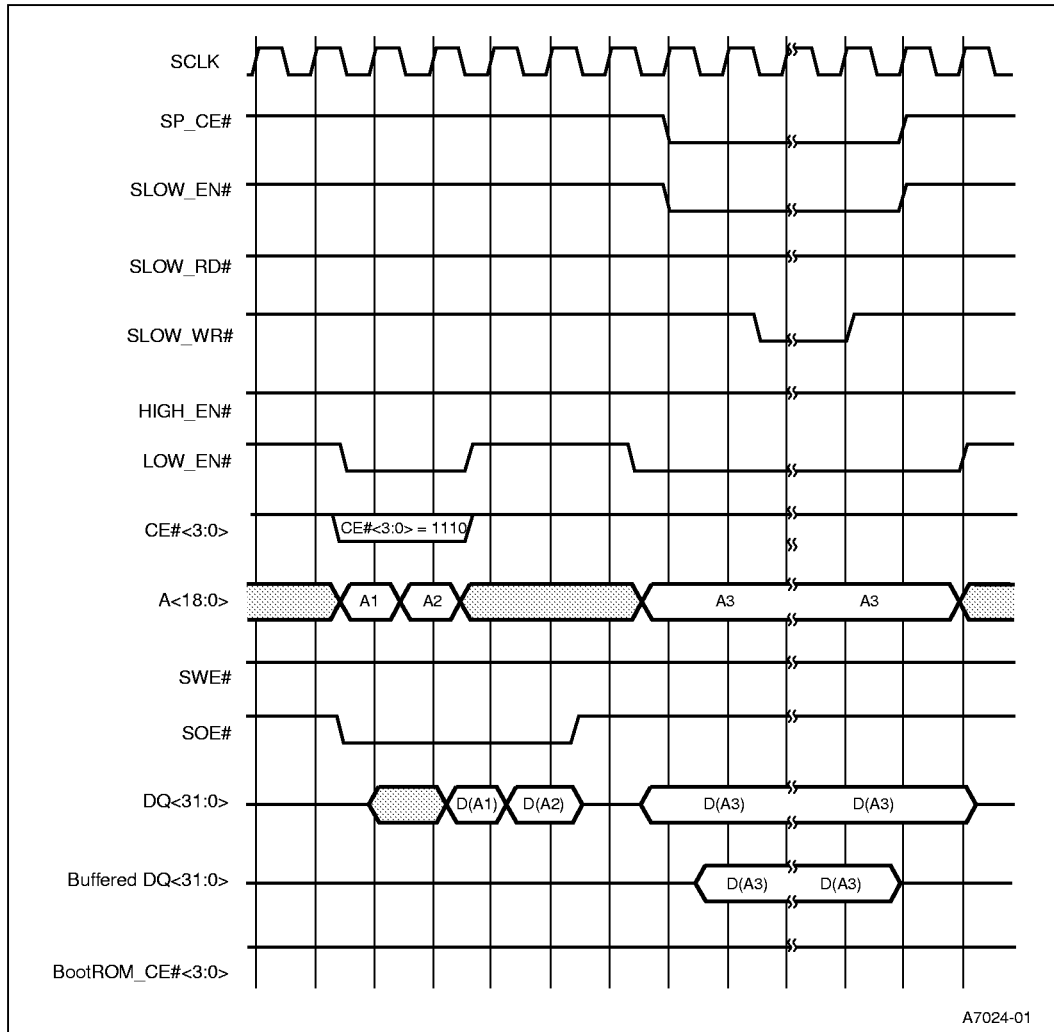 SCLK
SP_CE#
SLOW_EN#
SLOW_RD#
SLOW_WR#
HIGH_EN#
LOW_EN#
CE#<3:0>
CE#<3:0> = 1110
A<18:0>
A1 A2 A3 A3
SWE#
SOE#
DQ<31:0>
D(A1) D(A2) D(A3) D(A3)
Buffered DQ<31:0>
D(A3) D(A3)
BootROM_CE#<3:0>
A7024-01